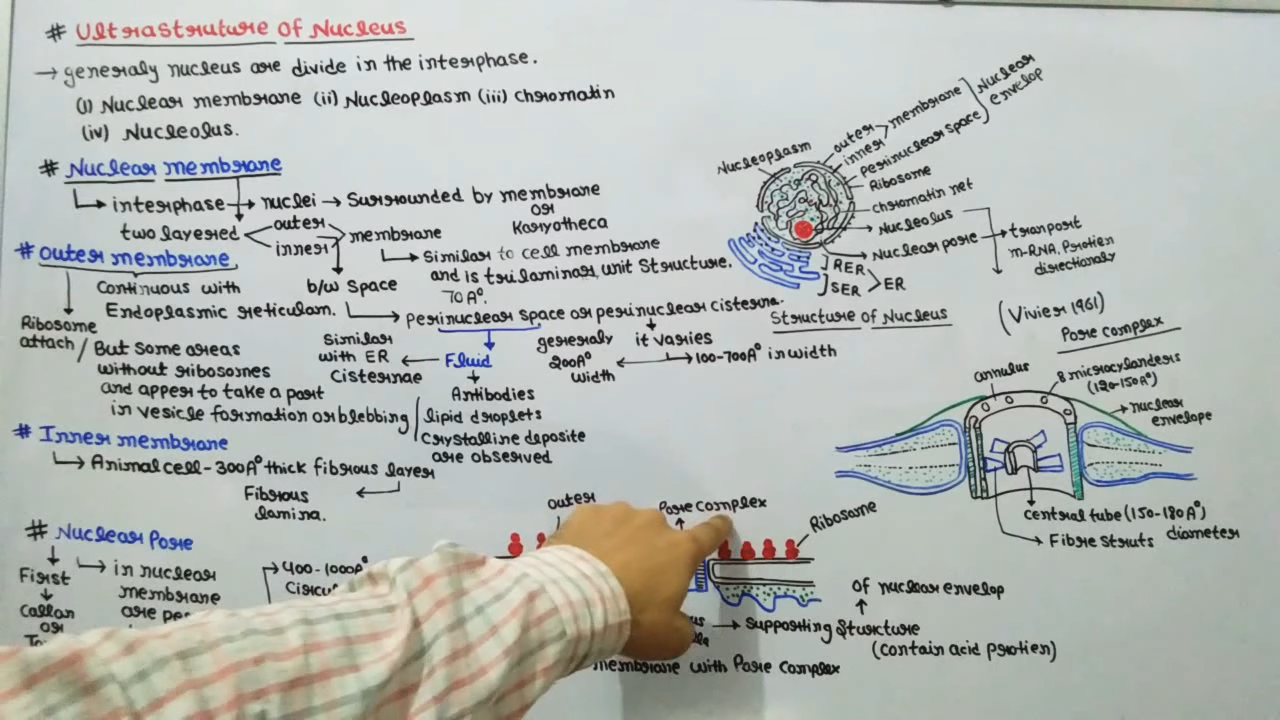 # Ultrastruture of Nucleus
→ generaly nucleus are divide in the interphase.
(i) Nuclear membrane (ii) Nucleoplasm (iii) chromatin
(iv) Nucleolus.
# Nuclear membrane
interphase → nuclei → Surrounded by membrane
or
Karyotheca
two layered
outer
inner
membrane
Similar to cell membrane
and is trilaminar, unit structure.
70 A°.
b/w Space
perinuclear space or perinuclear cisterna.
# outer membrane
Continuous with
Endoplasmic reticulam.
Ribosome
attach
/ But some areas
without ribosomes
and apper to take a part
in vesicle formation or blebbing
Similar
with ER
Cisternae
Fluid
Antibodies
lipid droplets
Crystalline deposite
are observed
it varies
generaly
200A°
width
100-700A° in width
# Inner membrane
Animal cell - 300A° thick fibrous layer
Fibrous
lamina.
# Nuclear Pore
First
Callan
or
in nuclear
membrane
are
400-1000A°
Nucleoplasm
outer
inner
membrane
perinuclear space
Nuclear
envelop
Ribosome
chromatin net
Nucleolus
Nuclear pore → tranport
m-RNA, Protien
directionaly
RER
SER
ER
Structure of Nucleus
(Vivier 1961)
Pore complex
annulus
8 microcylanders
(120-150A°)
nuclear
envelope
central tube (150-180A°)
diameter
Fibre struts
outer
Pore complex
Ribosome
of nuclear envelop
→ supporting sturcture
(contain acid protien)
membrane with Pore complex